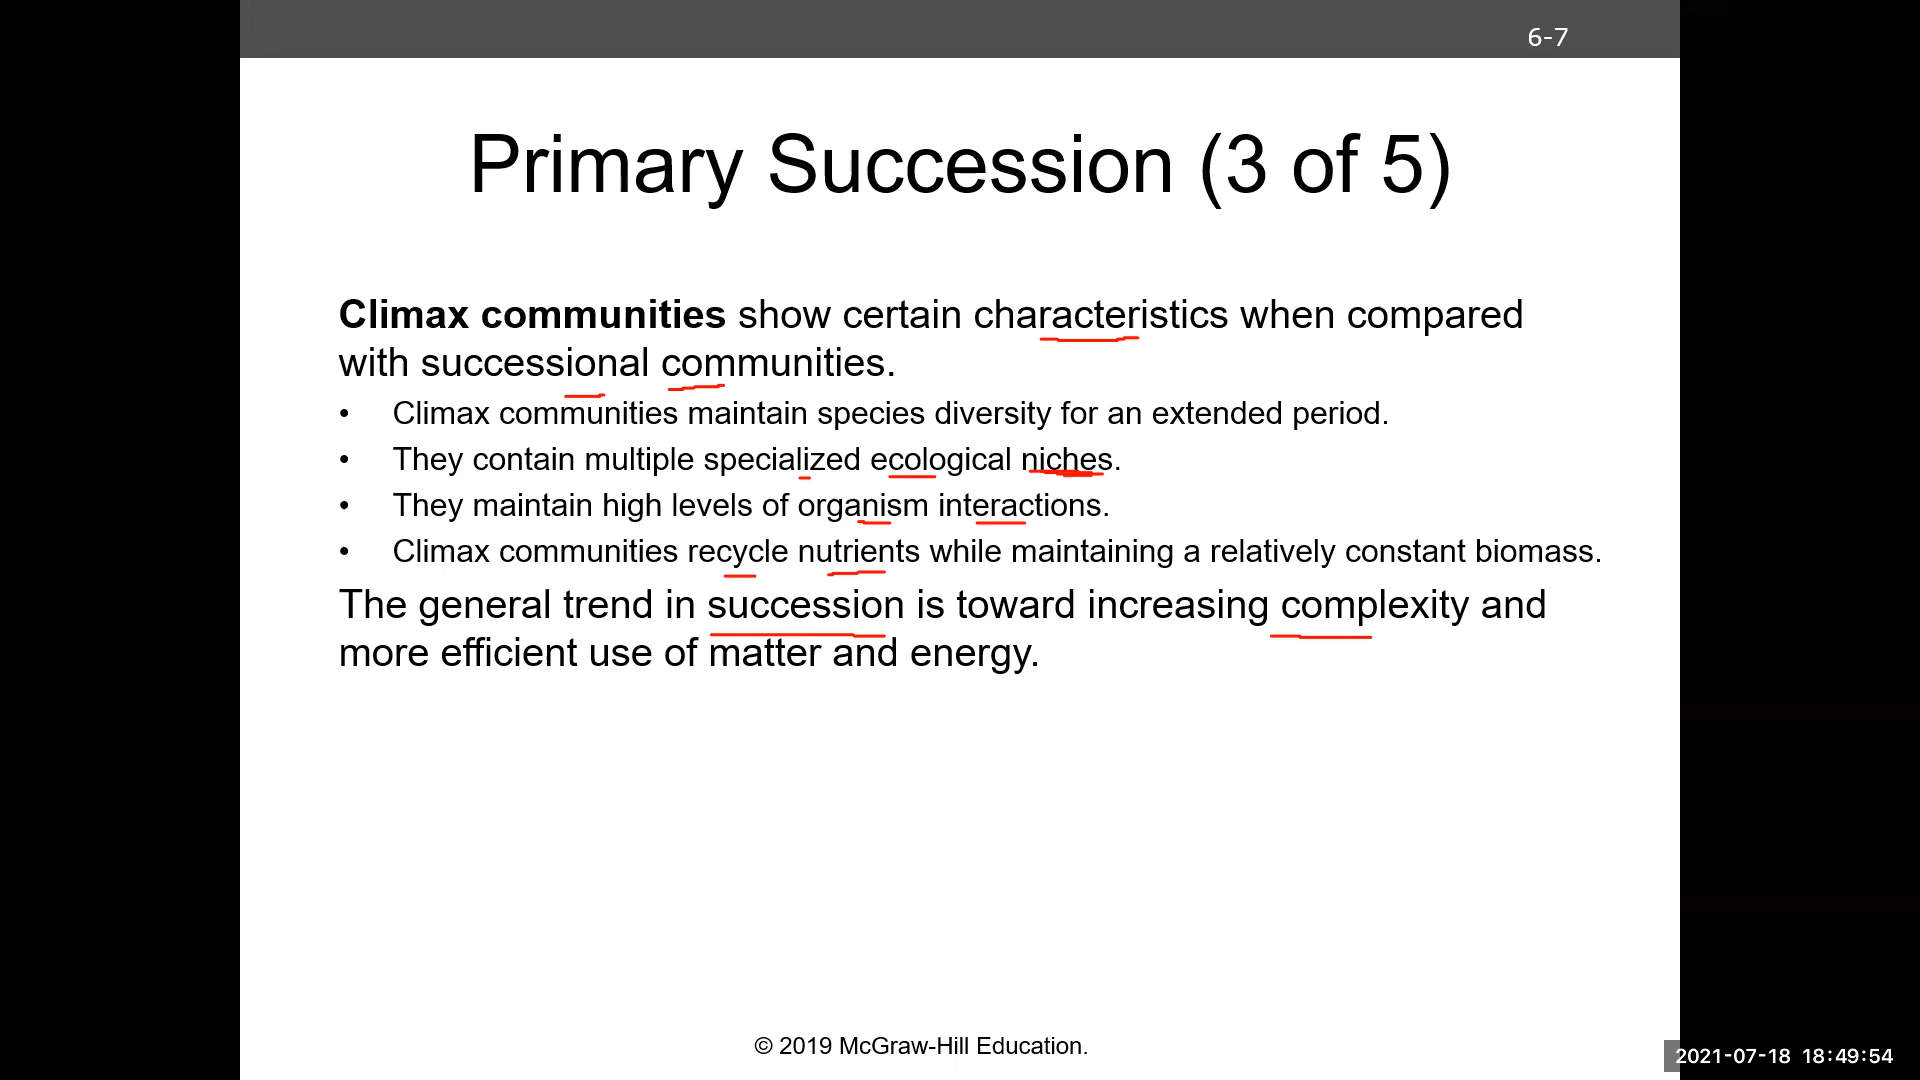 6-7
Primary Succession (3 of 5)
Climax communities show certain characteristics when compared
with successional communities.
• Climax communities maintain species diversity for an extended period.
• They contain multiple specialized ecological niches.
• They maintain high levels of organism interactions.
• Climax communities recycle nutrients while maintaining a relatively constant biomass.
The general trend in succession is toward increasing complexity and
more efficient use of matter and energy.
© 2019 McGraw-Hill Education.
2021-07-18 18:49:54